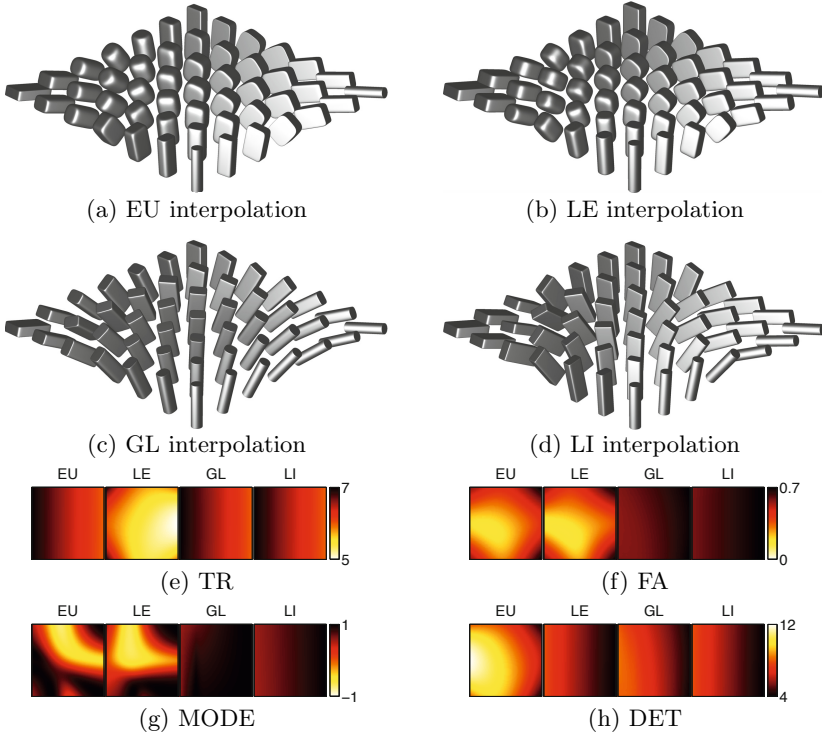 (a) EU interpolation
(b) LE interpolation
(c) GL interpolation
(d) LI interpolation
EU LE GL LI
7
5
(e) TR
EU LE GL LI
0.7
0
(f) FA
EU LE GL LI
1
−1
(g) MODE
EU LE GL LI
12
4
(h) DET